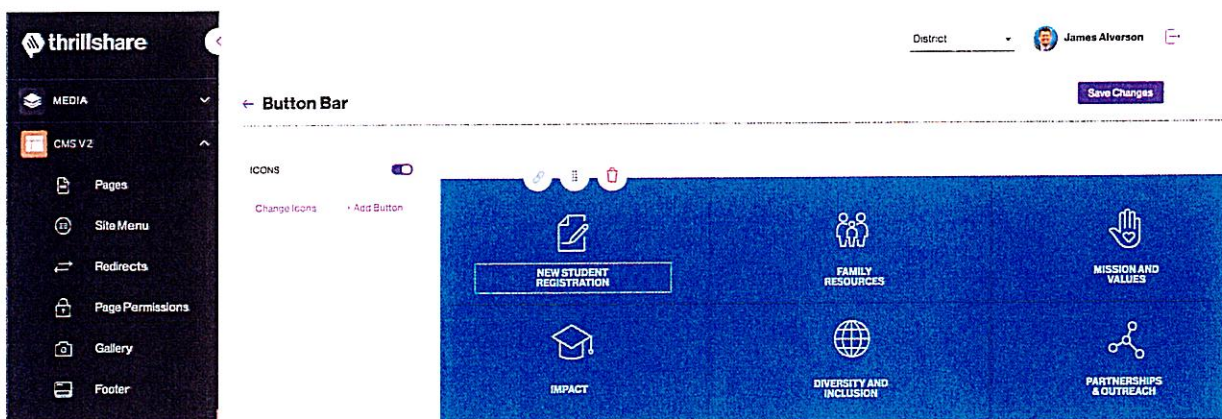 thrillshare
District
James Alverson
MEDIA
← Button Bar
Save Changes
CMS V2
ICONS
Pages
Change Icons
+ Add Button
Site Menu
NEW STUDENT
REGISTRATION
FAMILY
RESOURCES
MISSION AND
VALUES
Redirects
Page Permissions
Gallery
Footer
IMPACT
DIVERSITY AND
INCLUSION
PARTNERSHIPS
& OUTREACH